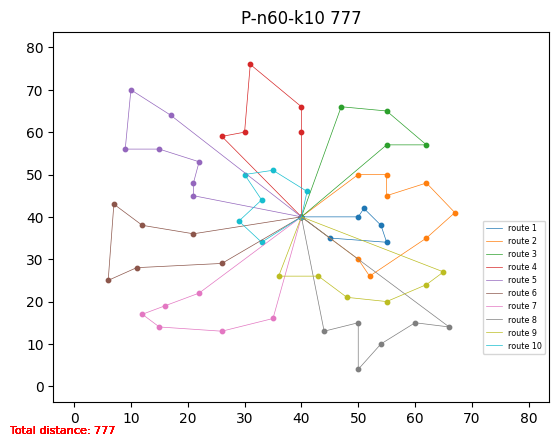 P-n60-k10 777
80
70
60
50
40
30
20
10
0
0 10 20 30 40 50 60 70 80
route 1
route 2
route 3
route 4
route 5
route 6
route 7
route 8
route 9
route 10
Total distance: 777